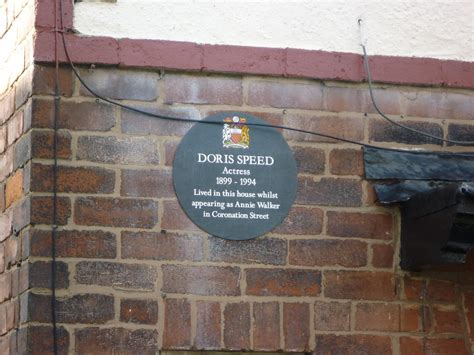 DORIS SPEED
Actress
1899 - 1994
Lived in this house whilst
appearing as Annie Walker
in Coronation Street